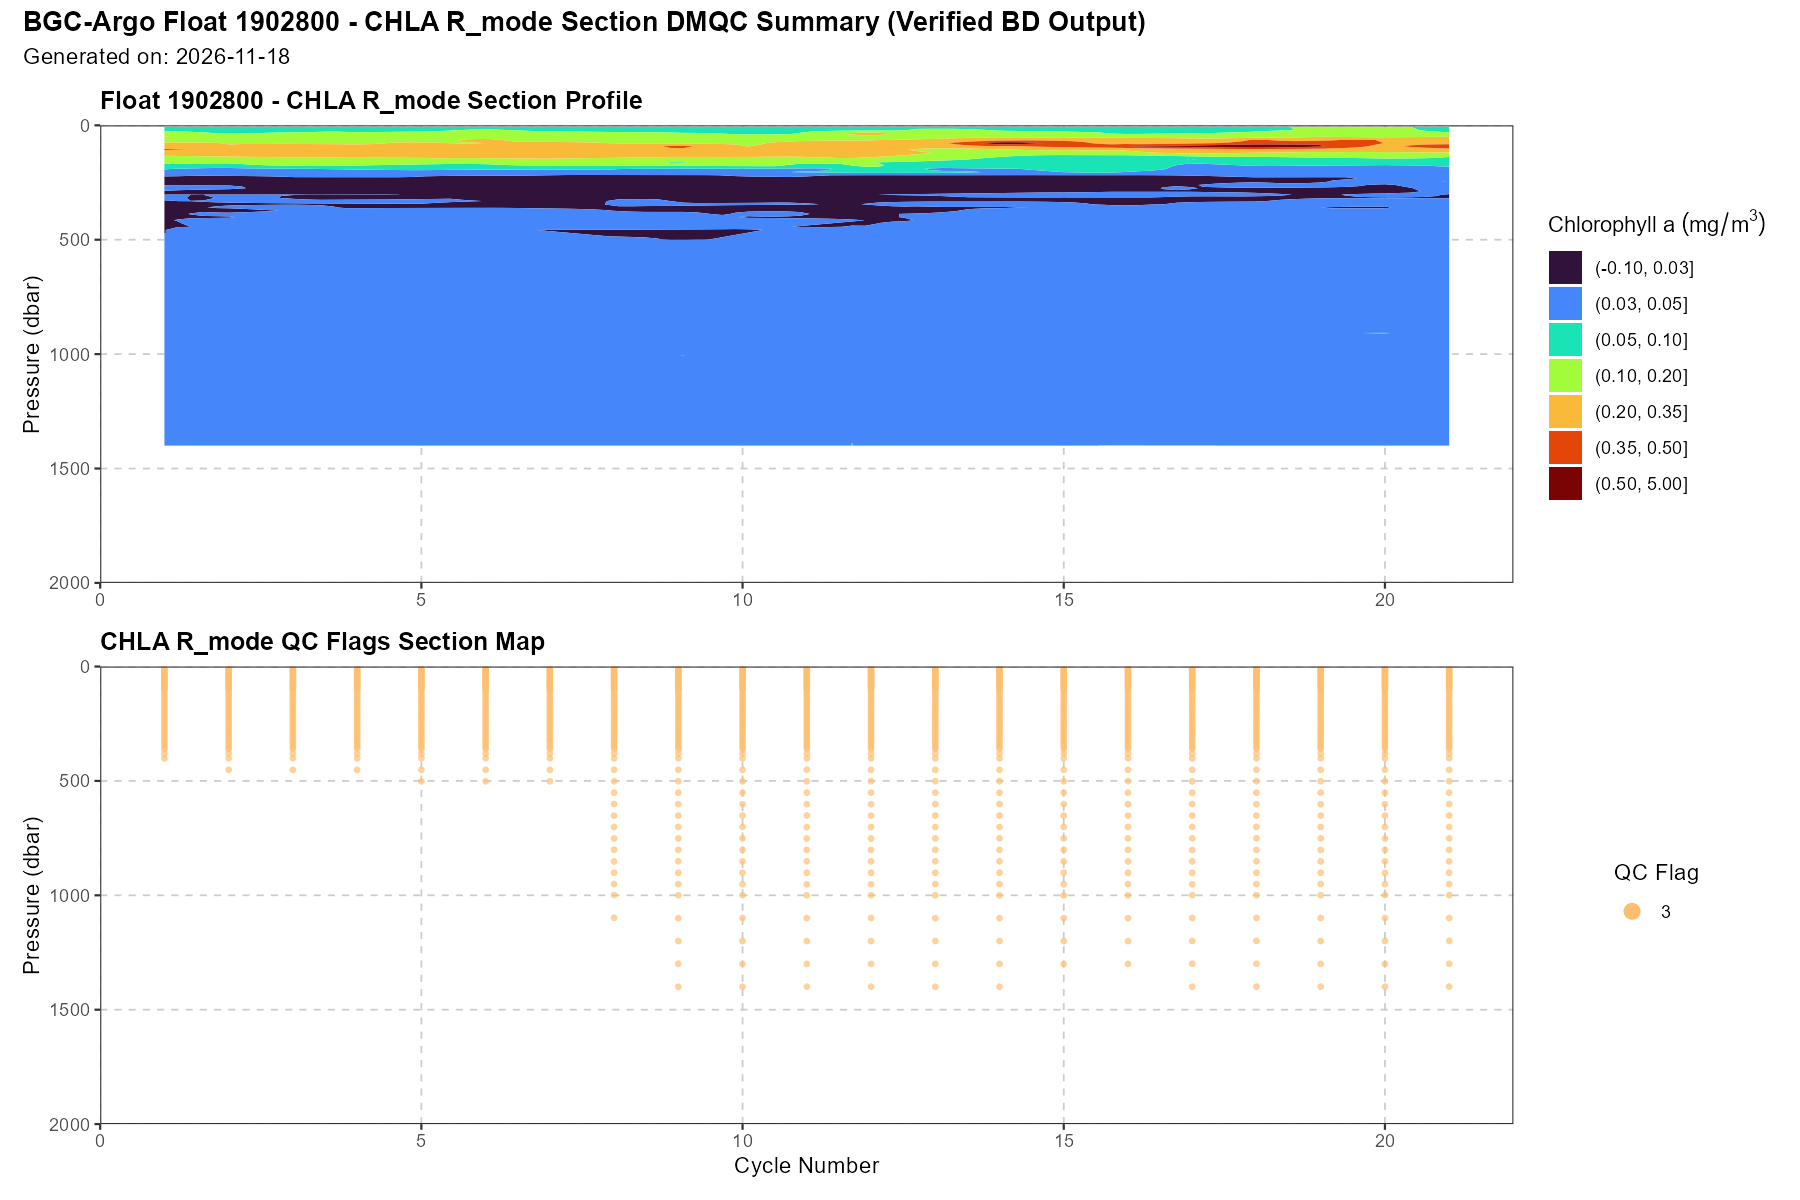 BGC-Argo Float 1902800 - CHLA R_mode Section DMQC Summary (Verified BD Output)
Generated on: 2026-11-18
Float 1902800 - CHLA R_mode Section Profile
0
500
1000
1500
2000
Pressure (dbar)
0 5 10 15 20
Chlorophyll a (mg/m³)
(-0.10, 0.03]
(0.03, 0.05]
(0.05, 0.10]
(0.10, 0.20]
(0.20, 0.35]
(0.35, 0.50]
(0.50, 5.00]
CHLA R_mode QC Flags Section Map
0
500
1000
1500
2000
Pressure (dbar)
0 5 10 15 20
Cycle Number
QC Flag
3